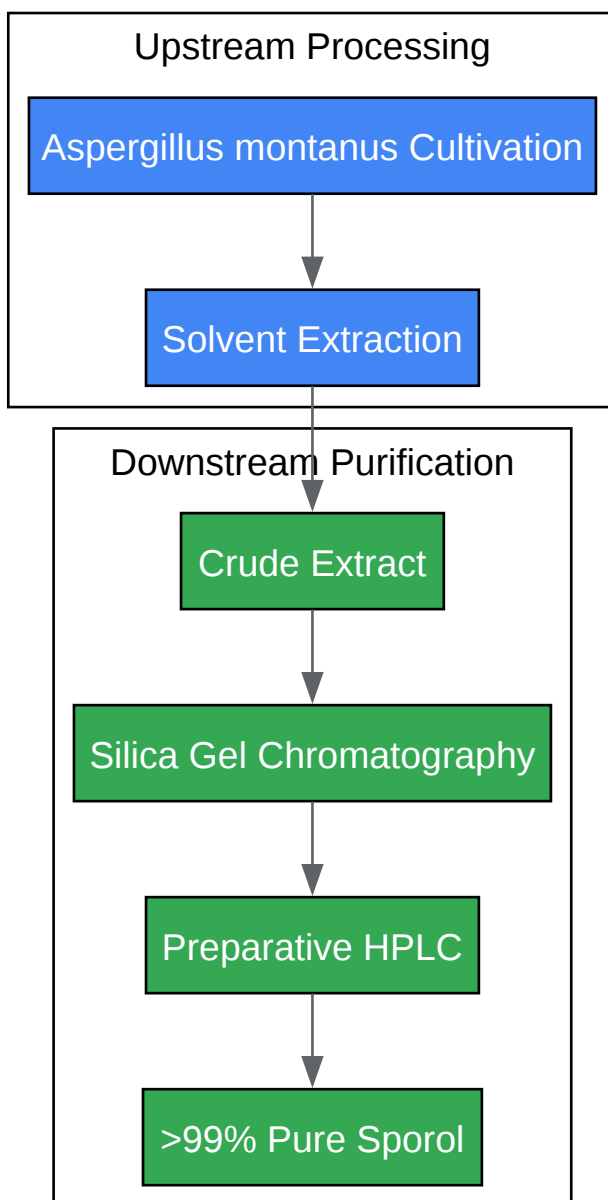 Upstream Processing
Aspergillus montanus Cultivation
Solvent Extraction
Downstream Purification
Crude Extract
Silica Gel Chromatography
Preparative HPLC
>99% Pure Sporol